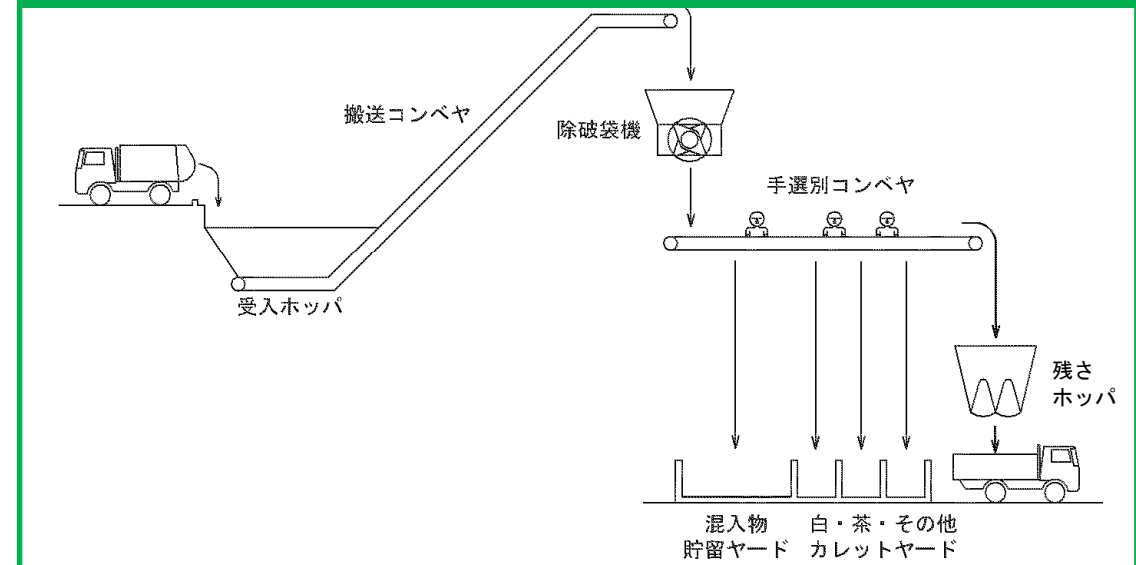 搬送コンベヤ
除破袋機
手選別コンベヤ
受入ホッパ
残さ
ホッパ
混入物
貯留ヤード
白・茶・その他
カレットヤード